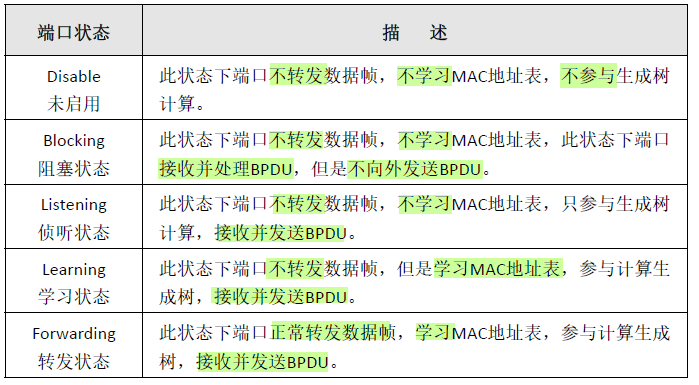 端口状态
描 述
Disable
未启用
此状态下端口不转发数据帧，不学习MAC地址表，不参与生成树
计算。
Blocking
阻塞状态
此状态下端口不转发数据帧，不学习MAC地址表，此状态下端口
接收并处理BPDU，但是不向外发送BPDU。
Listening
侦听状态
此状态下端口不转发数据帧，不学习MAC地址表，只参与生成树
计算，接收并发送BPDU。
Learning
学习状态
此状态下端口不转发数据帧，但是学习MAC地址表，参与计算生
成树，接收并发送BPDU。
Forwarding
转发状态
此状态下端口正常转发数据帧，学习MAC地址表，参与计算生成
树，接收并发送BPDU。